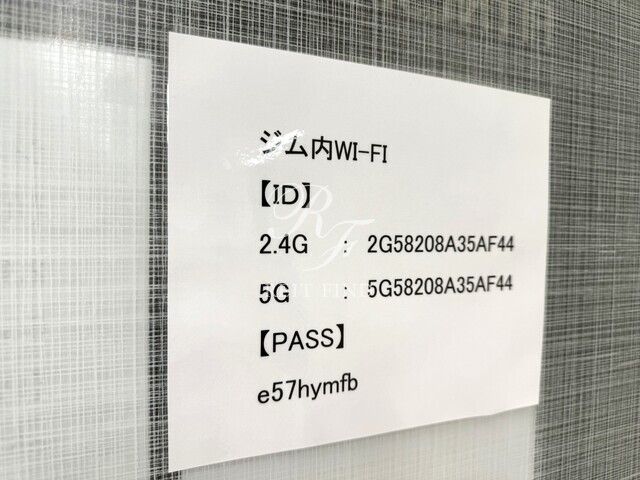 ジム内WI-FI
【ID】
2.4G : 2G58208A35AF44
5G : 5G58208A35AF44
【PASS】
e57hymfb